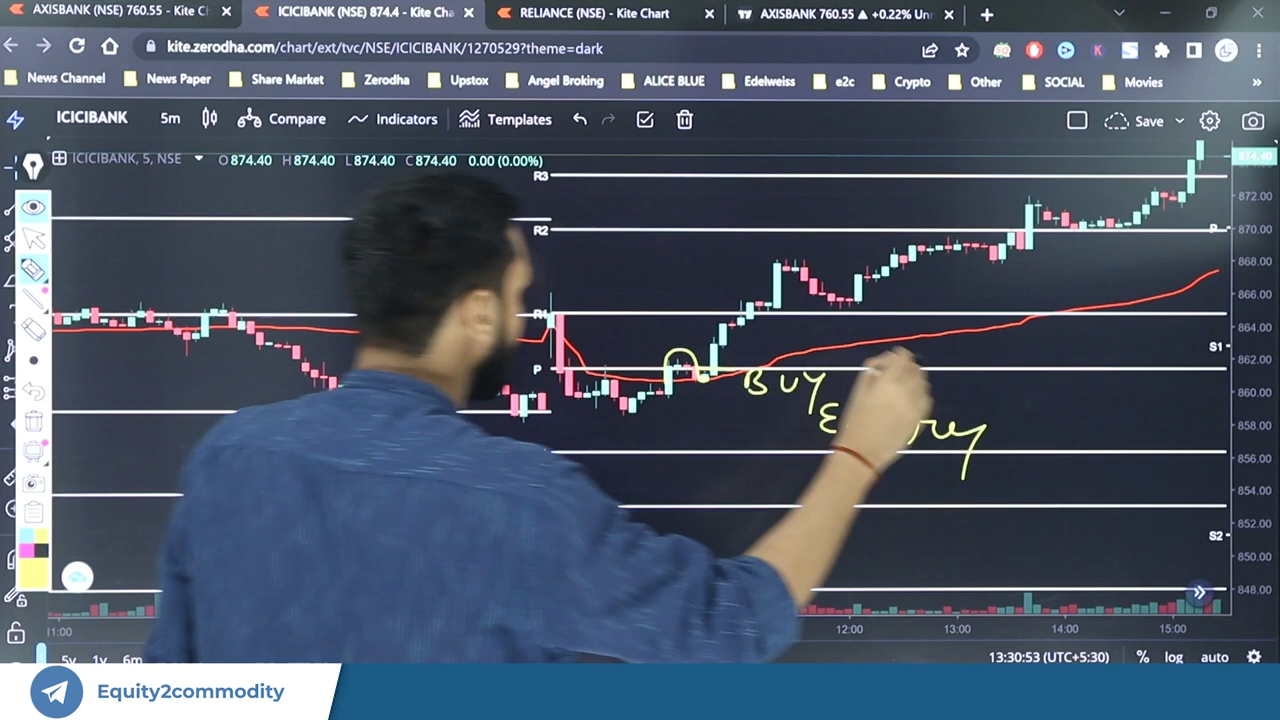 AXISBANK 760.55 - Kite C
ICICIBANK (NSE) 874.4 - Kite Cha
RELIANCE (NSE) - Kite Chart
AXISBANK 760.55 ▲ +0.22% Un
kite.zerodha.com/chart/ext/tvc/NSE/ICICIBANK/1270529?theme=dark
News Channel
News Paper
Share Market
Zerodha
Upstox
Angel Broking
ALICE BLUE
Edelweiss
e2c
Crypto
Other
SOCIAL
Movies
»
ICICIBANK
5m
Compare
Indicators
Templates
Save
ICICIBANK, 5, NSE
O874.40 H874.40 L874.40 C874.40 0.00 (0.00%)
874.40
R3
872.00
R2
P
870.00
868.00
866.00
R1
864.00
S1
862.00
P
BUY
860.00
858.00
856.00
854.00
S2
852.00
850.00
848.00
11:00
12:00
13:00
14:00
15:00
5y 1y 6m
13:30:53 (UTC+5:30)
% log auto
Equity2commodity